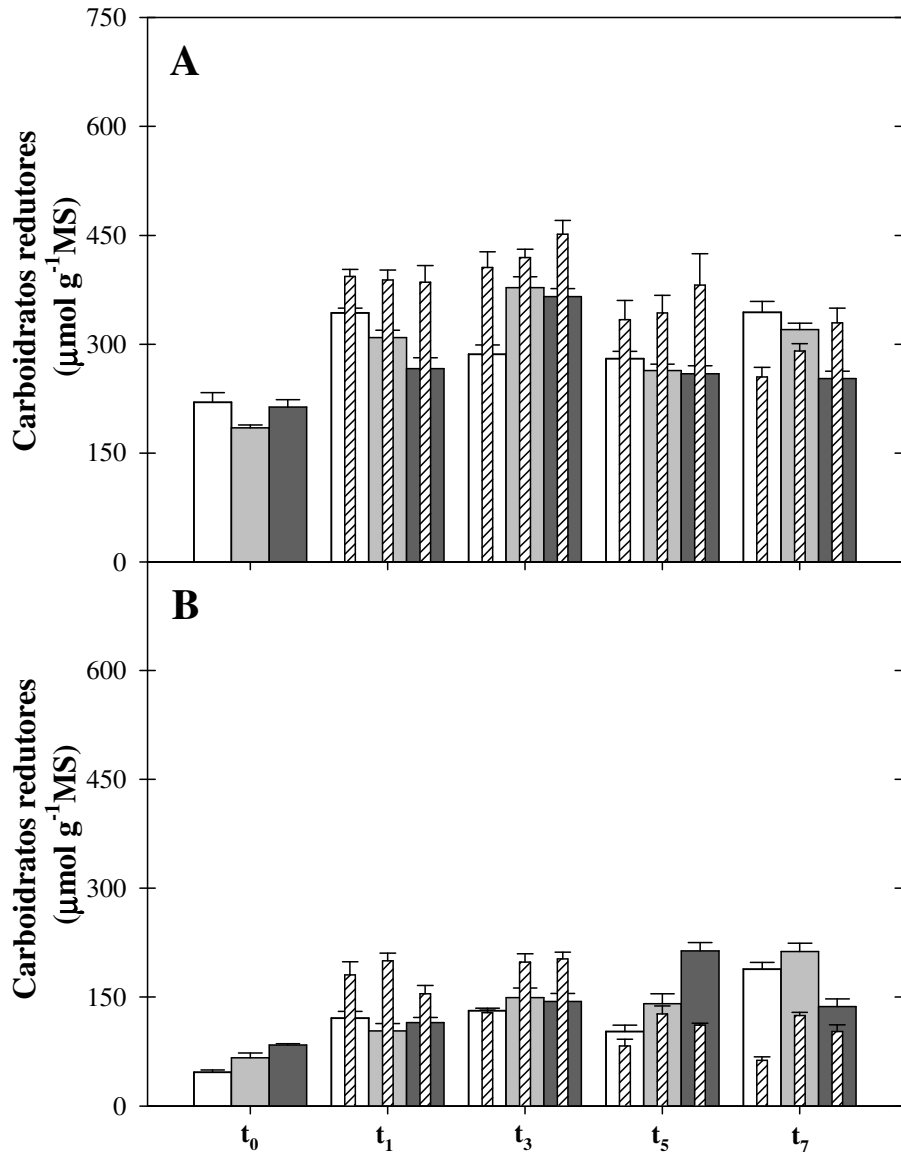 750
A
600
450
300
150
0
Carboidratos redutores
(μmol g⁻¹MS)
B
600
450
300
150
0
Carboidratos redutores
(μmol g⁻¹MS)
t₀ t₁ t₃ t₅ t₇